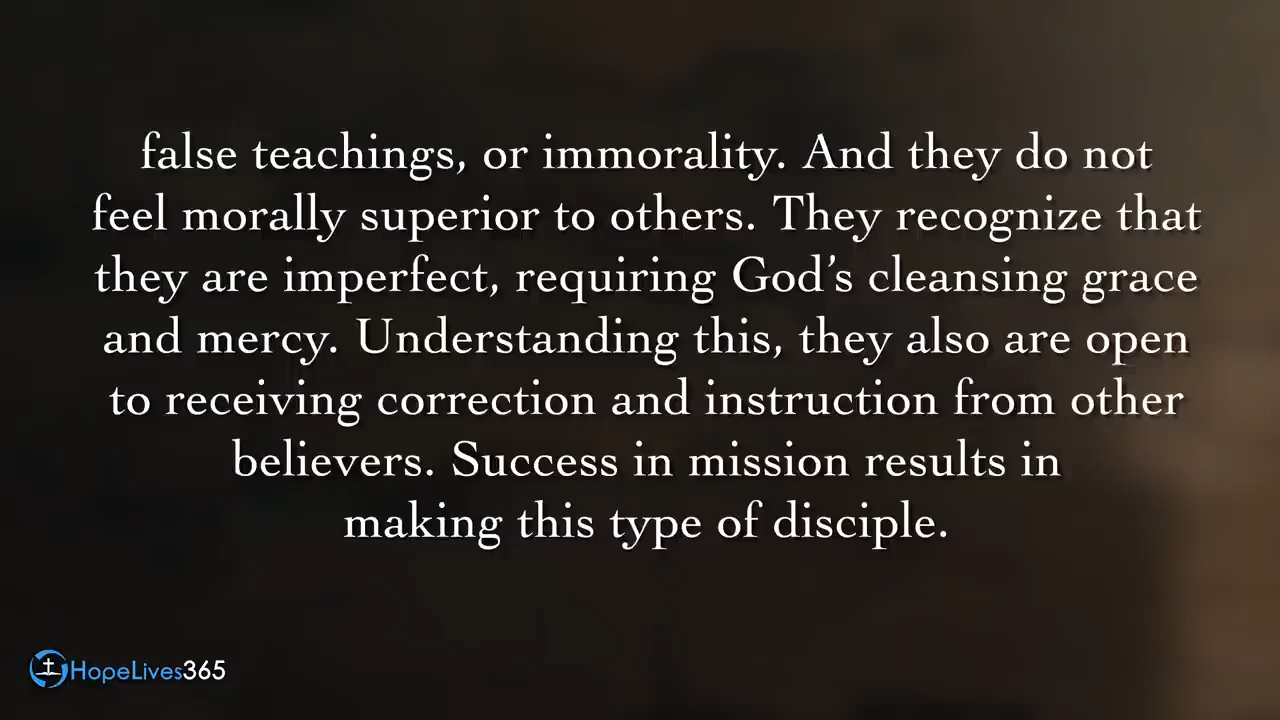 false teachings, or immorality. And they do not
feel morally superior to others. They recognize that
they are imperfect, requiring God’s cleansing grace
and mercy. Understanding this, they also are open
to receiving correction and instruction from other
believers. Success in mission results in
making this type of disciple.
HopeLives365